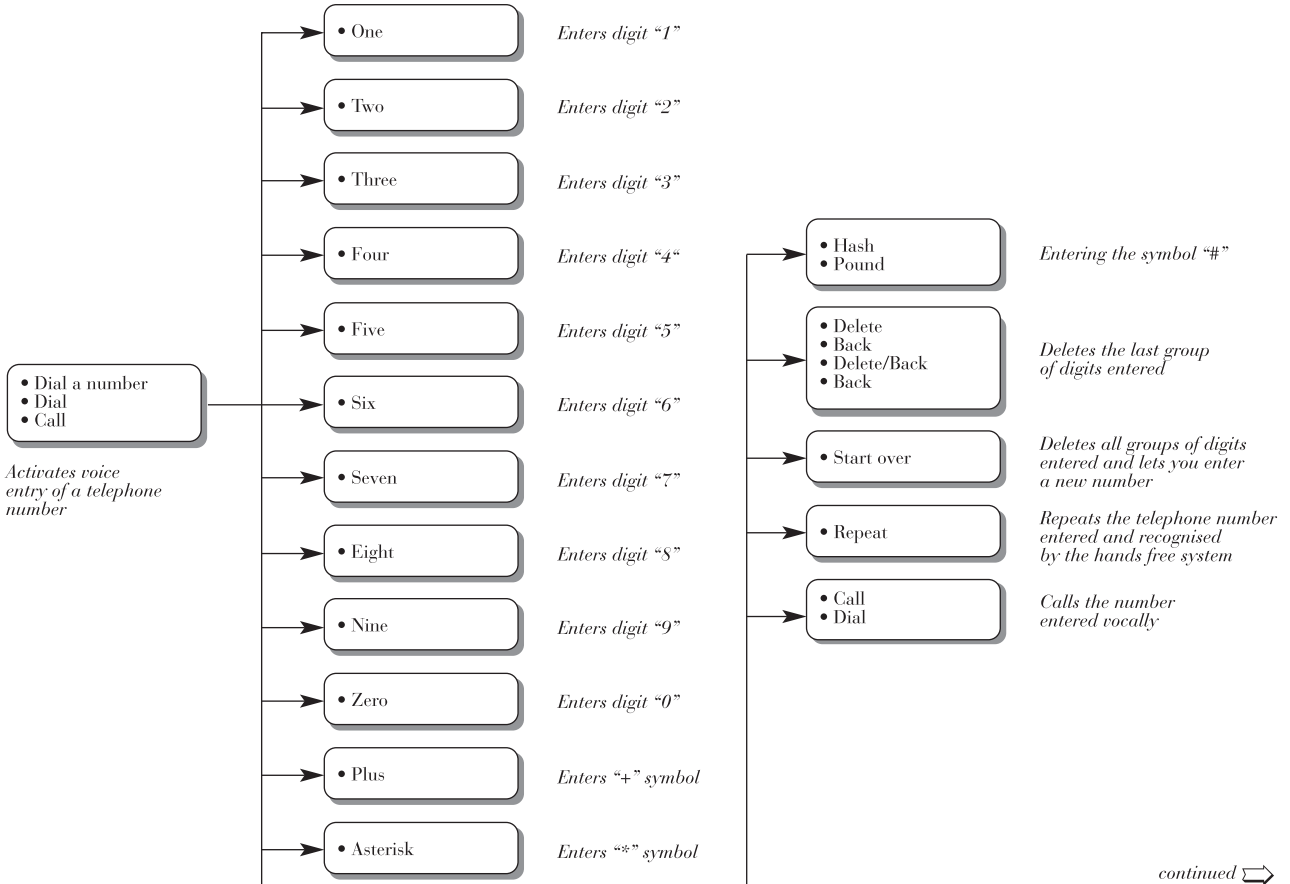 • Dial a number
• Dial
• Call
Activates voice
entry of a telephone
number
• One
Enters digit “1”
• Two
Enters digit “2”
• Three
Enters digit “3”
• Four
Enters digit “4“
• Five
Enters digit “5”
• Six
Enters digit “6”
• Seven
Enters digit “7”
• Eight
Enters digit “8”
• Nine
Enters digit “9”
• Zero
Enters digit “0”
• Plus
Enters “+” symbol
• Asterisk
Enters “*” symbol
• Hash
• Pound
Entering the symbol “#”
• Delete
• Back
• Delete/Back
• Back
Deletes the last group
of digits entered
• Start over
Deletes all groups of digits
entered and lets you enter
a new number
• Repeat
Repeats the telephone number
entered and recognised
by the hands free system
• Call
• Dial
Calls the number
entered vocally
continued